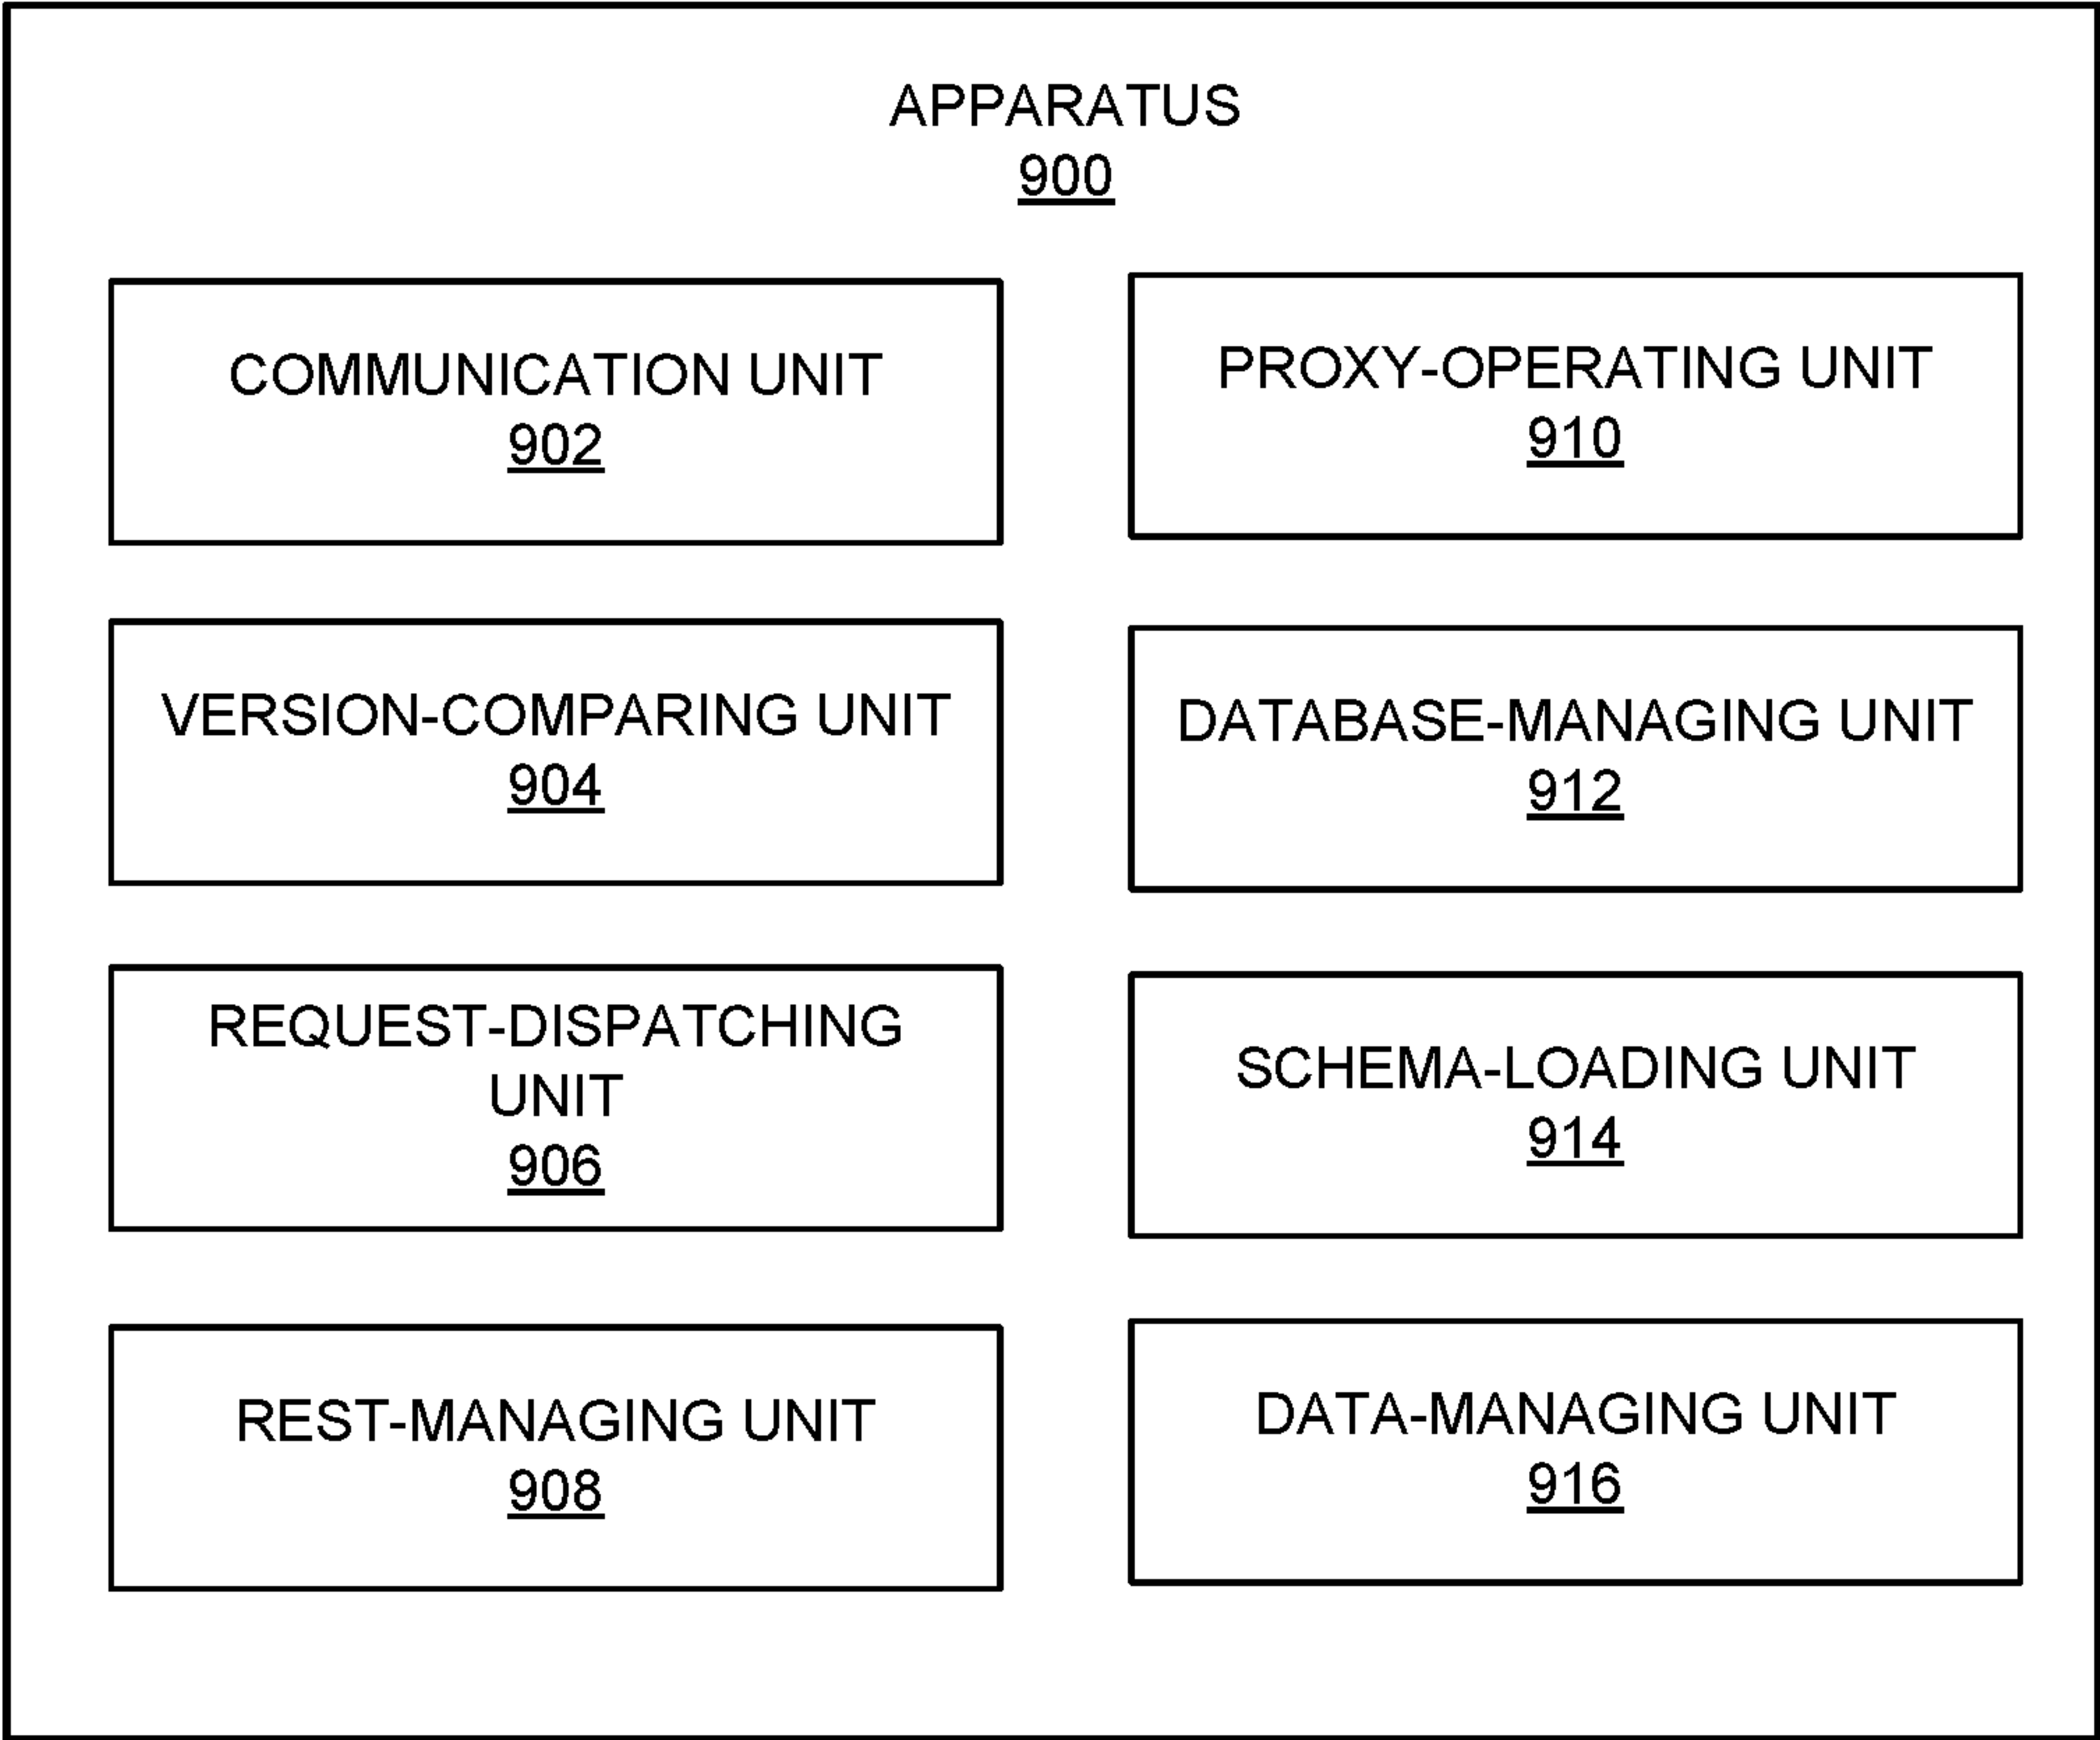 APPARATUS
900
COMMUNICATION UNIT
902
VERSION-COMPARING UNIT
904
REQUEST-DISPATCHING
UNIT
906
REST-MANAGING UNIT
908
PROXY-OPERATING UNIT
910
DATABASE-MANAGING UNIT
912
SCHEMA-LOADING UNIT
914
DATA-MANAGING UNIT
916